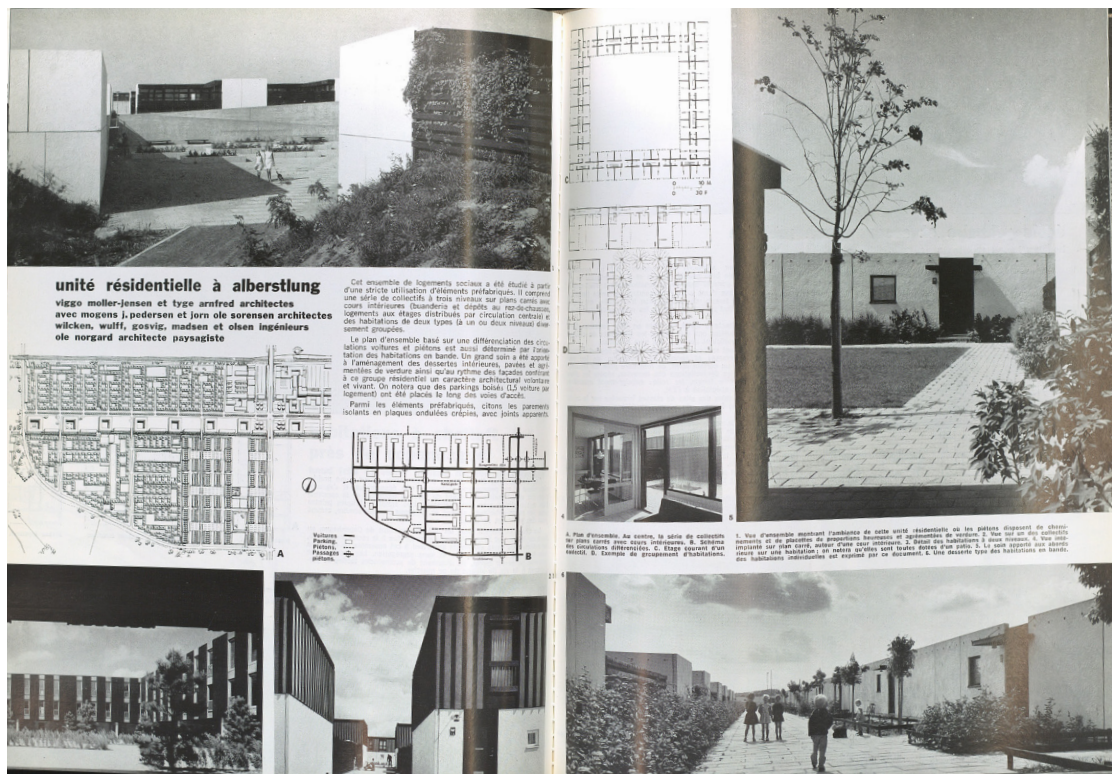 unité résidentielle à alberstlung
viggo moller-jensen et tyge arnfred architectes
avec mogens j. pedersen et jorn ole sorensen architectes
wilcken, wulff, gosvig, madsen et olsen ingénieurs
ole norgard architecte paysagiste
Cet ensemble de logements sociaux a été étudié à partir
d'une stricte utilisation d'éléments préfabriqués. Il comprend
une série de collectifs à trois niveaux sur plans carrés avec
cours intérieures (buanderie et dépôts au rez-de-chaussée,
logements aux étages distribués par circulation centrale) et
des habitations de deux types (à un ou deux niveaux) diver-
sement groupées.
Le plan d'ensemble basé sur une différenciation des circu-
lations voitures et piétons est aussi déterminé par l'orien-
tation des habitations en bande. Un grand soin a été apporté
à l'aménagement des dessertes intérieures, pavées et agré-
mentées de verdure ainsi qu'au rythme des façades conférant
à ce groupe résidentiel un caractère architectural volontaire
et vivant. On notera que des parkings boisés (1,5 voiture par
logement) ont été placés le long des voies d'accès.
Parmi les éléments préfabriqués, citons les parements
isolants en plaques ondulées crépies, avec joints apparents.
Voitures
Parking.
Piétons.
Passages
piétons.
A
B
C
0 10 M
0 30 F
D
4
5
A. Plan d'ensemble. Au centre, la série de collectifs
sur plans carrés avec cours intérieures. B. Schéma
des circulations différenciées. C. Etage courant d'un
collectif. D. Exemple de groupement d'habitations.
1. Vue d'ensemble montrant l'ambiance de cette unité résidentielle où les piétons disposent de chemi-
nements et de placettes de proportions heureuses et agrémentées de verdure. 2. Vue sur un des collectifs
implanté sur plan carré, autour d'une cour intérieure. 3. Détail des habitations à deux niveaux. 4. Vue inté-
rieure sur une habitation ; on notera qu'elles sont toutes dotées d'un patio. 5. Le soin apporté aux abords
des habitations individuelles est exprimé par ce document. 6. Une desserte type des habitations en bande.
2
3
6